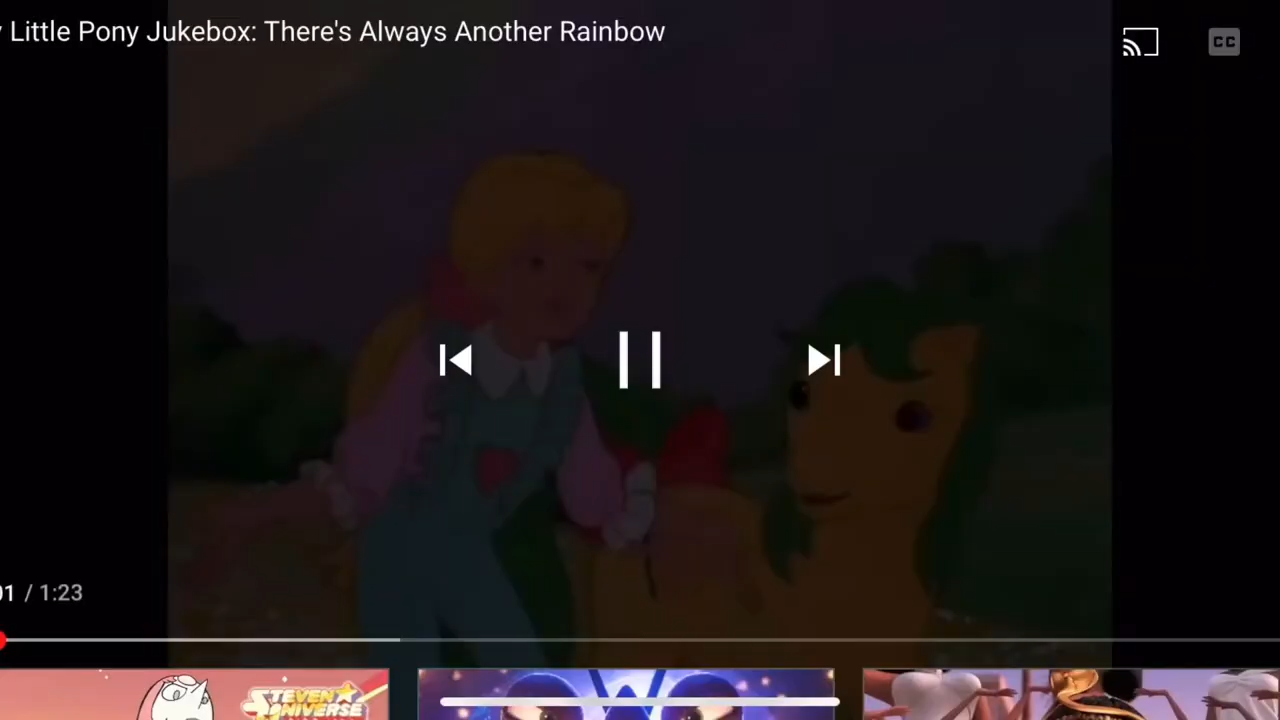 y Little Pony Jukebox: There's Always Another Rainbow
CC
01 / 1:23
STEVEN
UNIVERSE